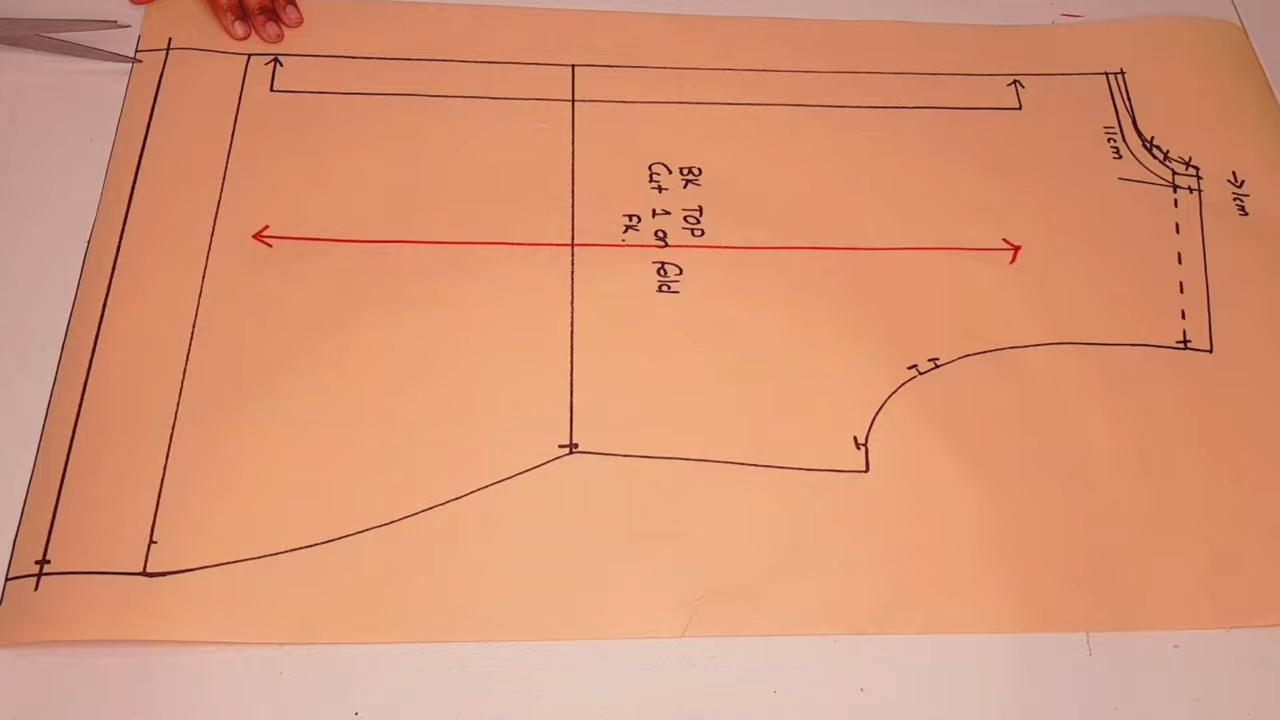 BK TOP
Cut 1 on fold
FK.
11cm
→1cm